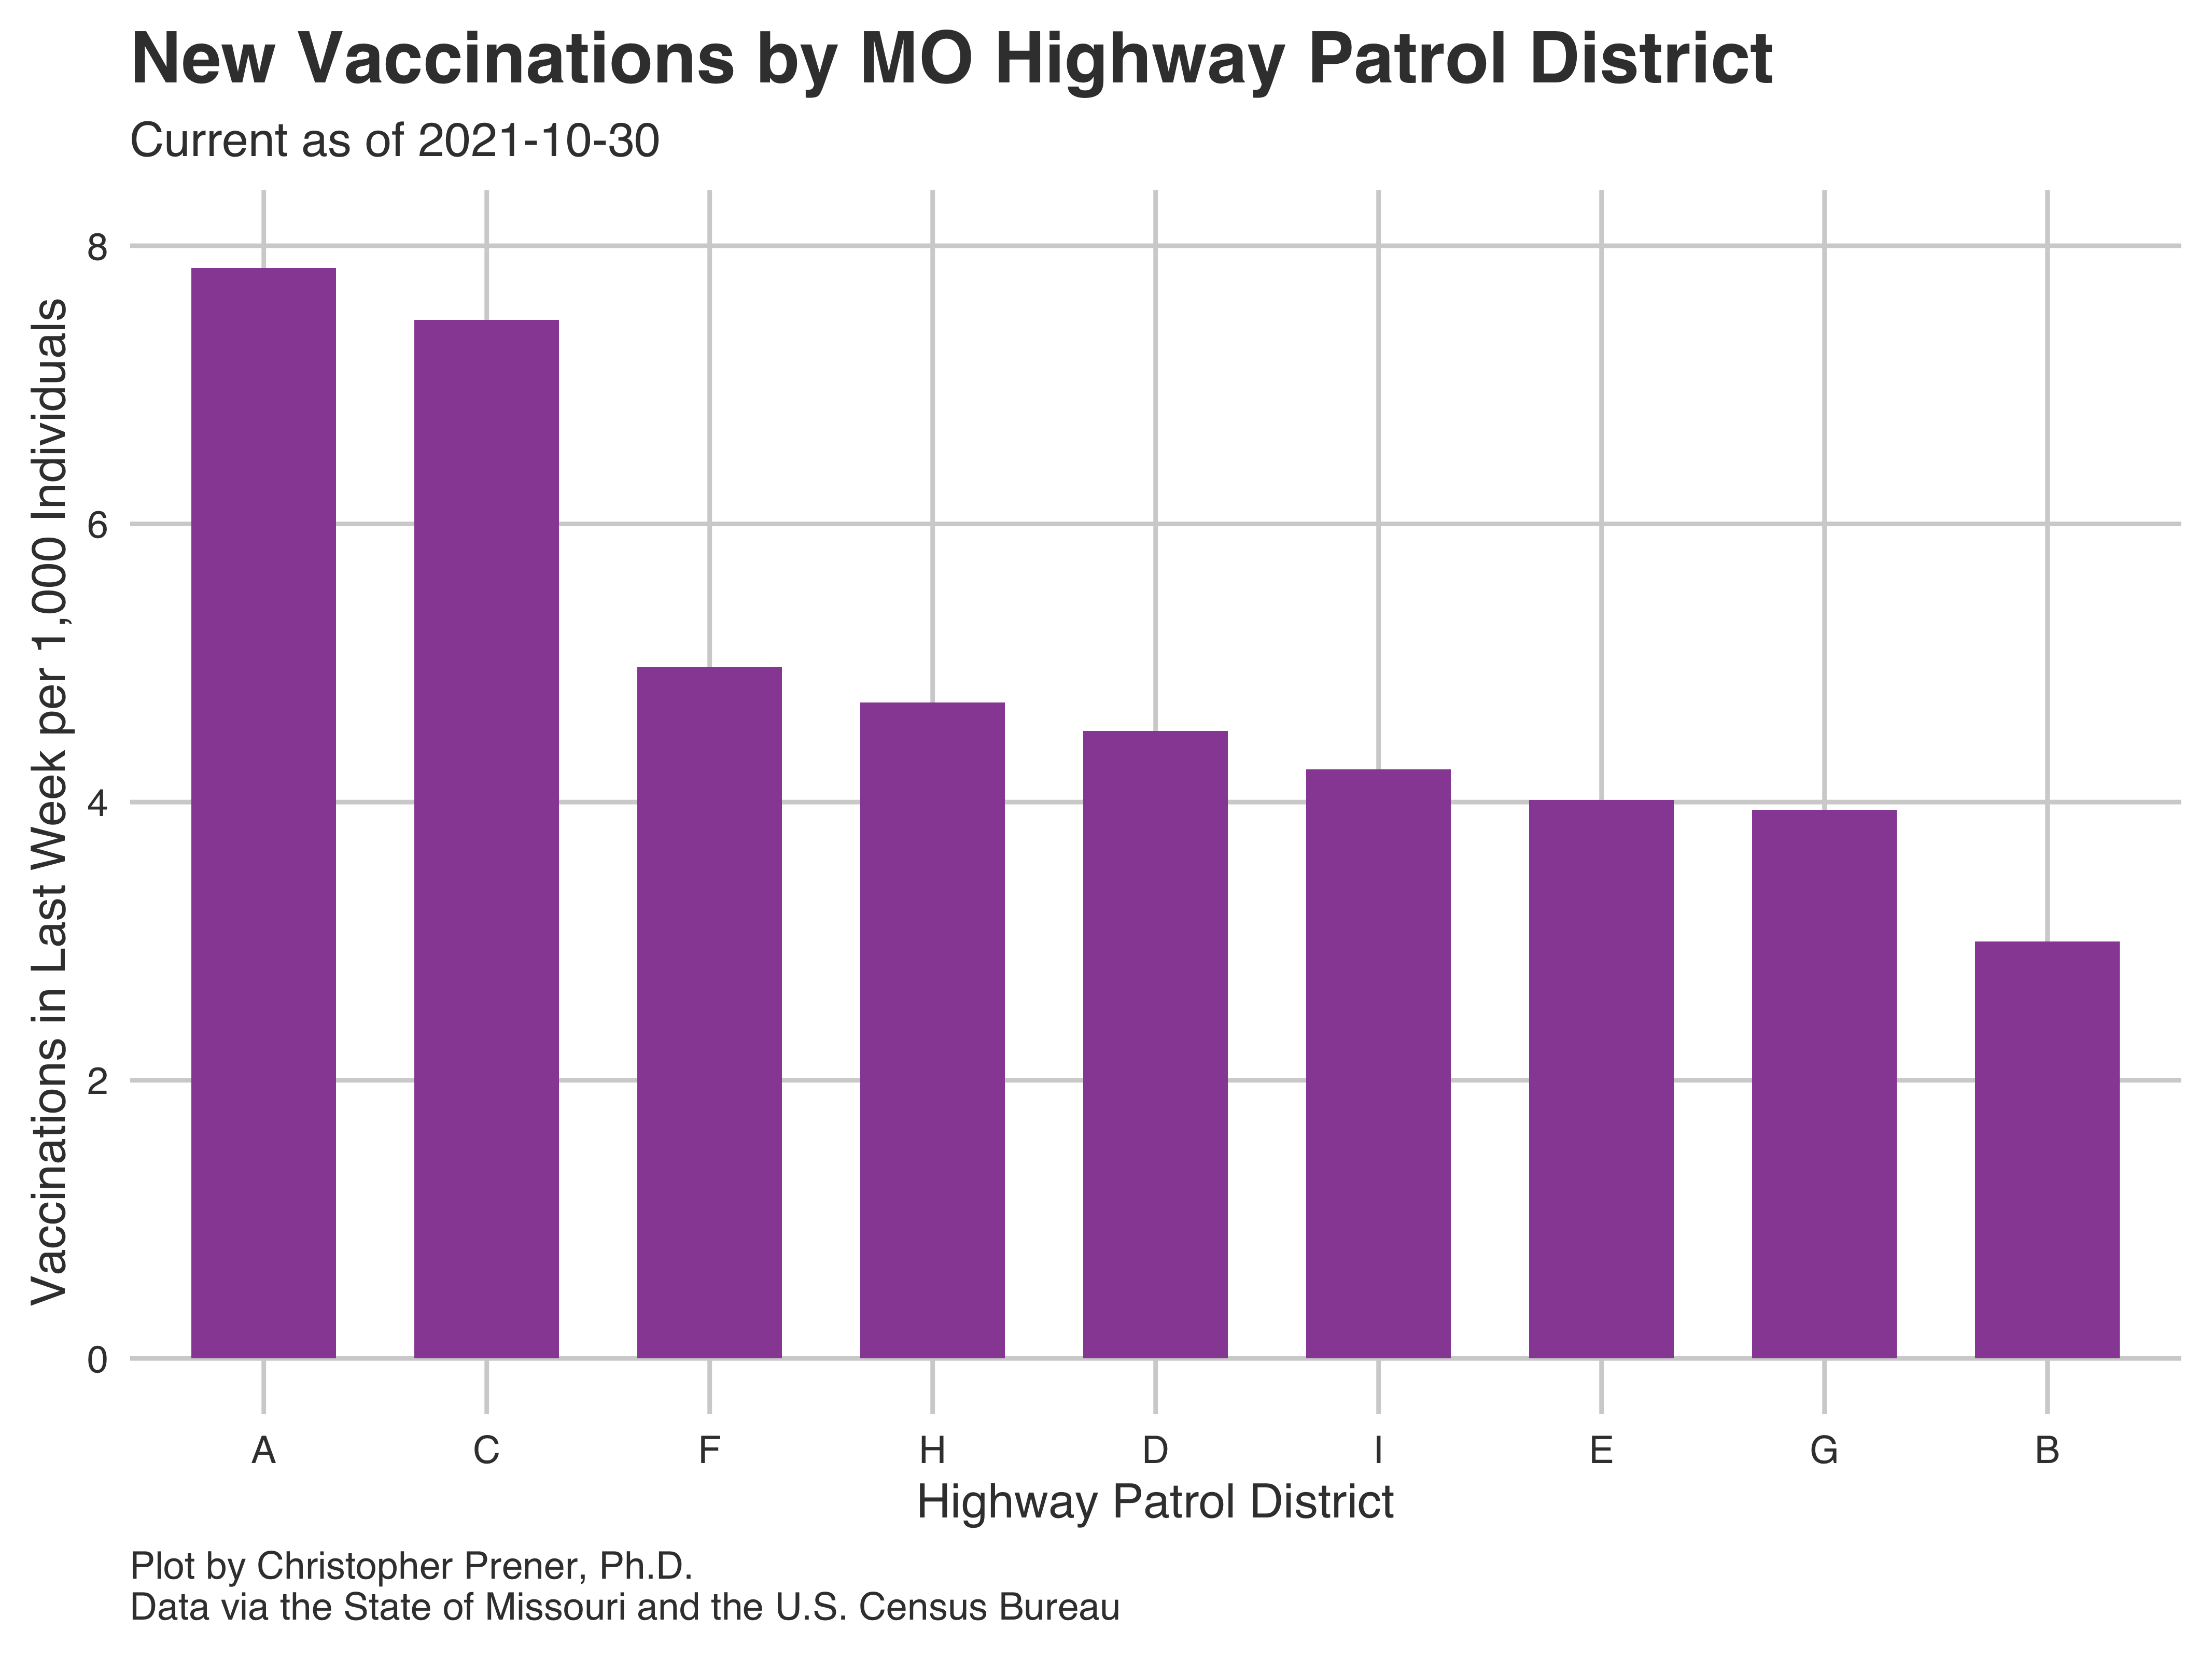 New Vaccinations by MO Highway Patrol District
Current as of 2021-10-30
Vaccinations in Last Week per 1,000 Individuals
8
6
4
2
0
A C F H D I E G B
Highway Patrol District
Plot by Christopher Prener, Ph.D.
Data via the State of Missouri and the U.S. Census Bureau